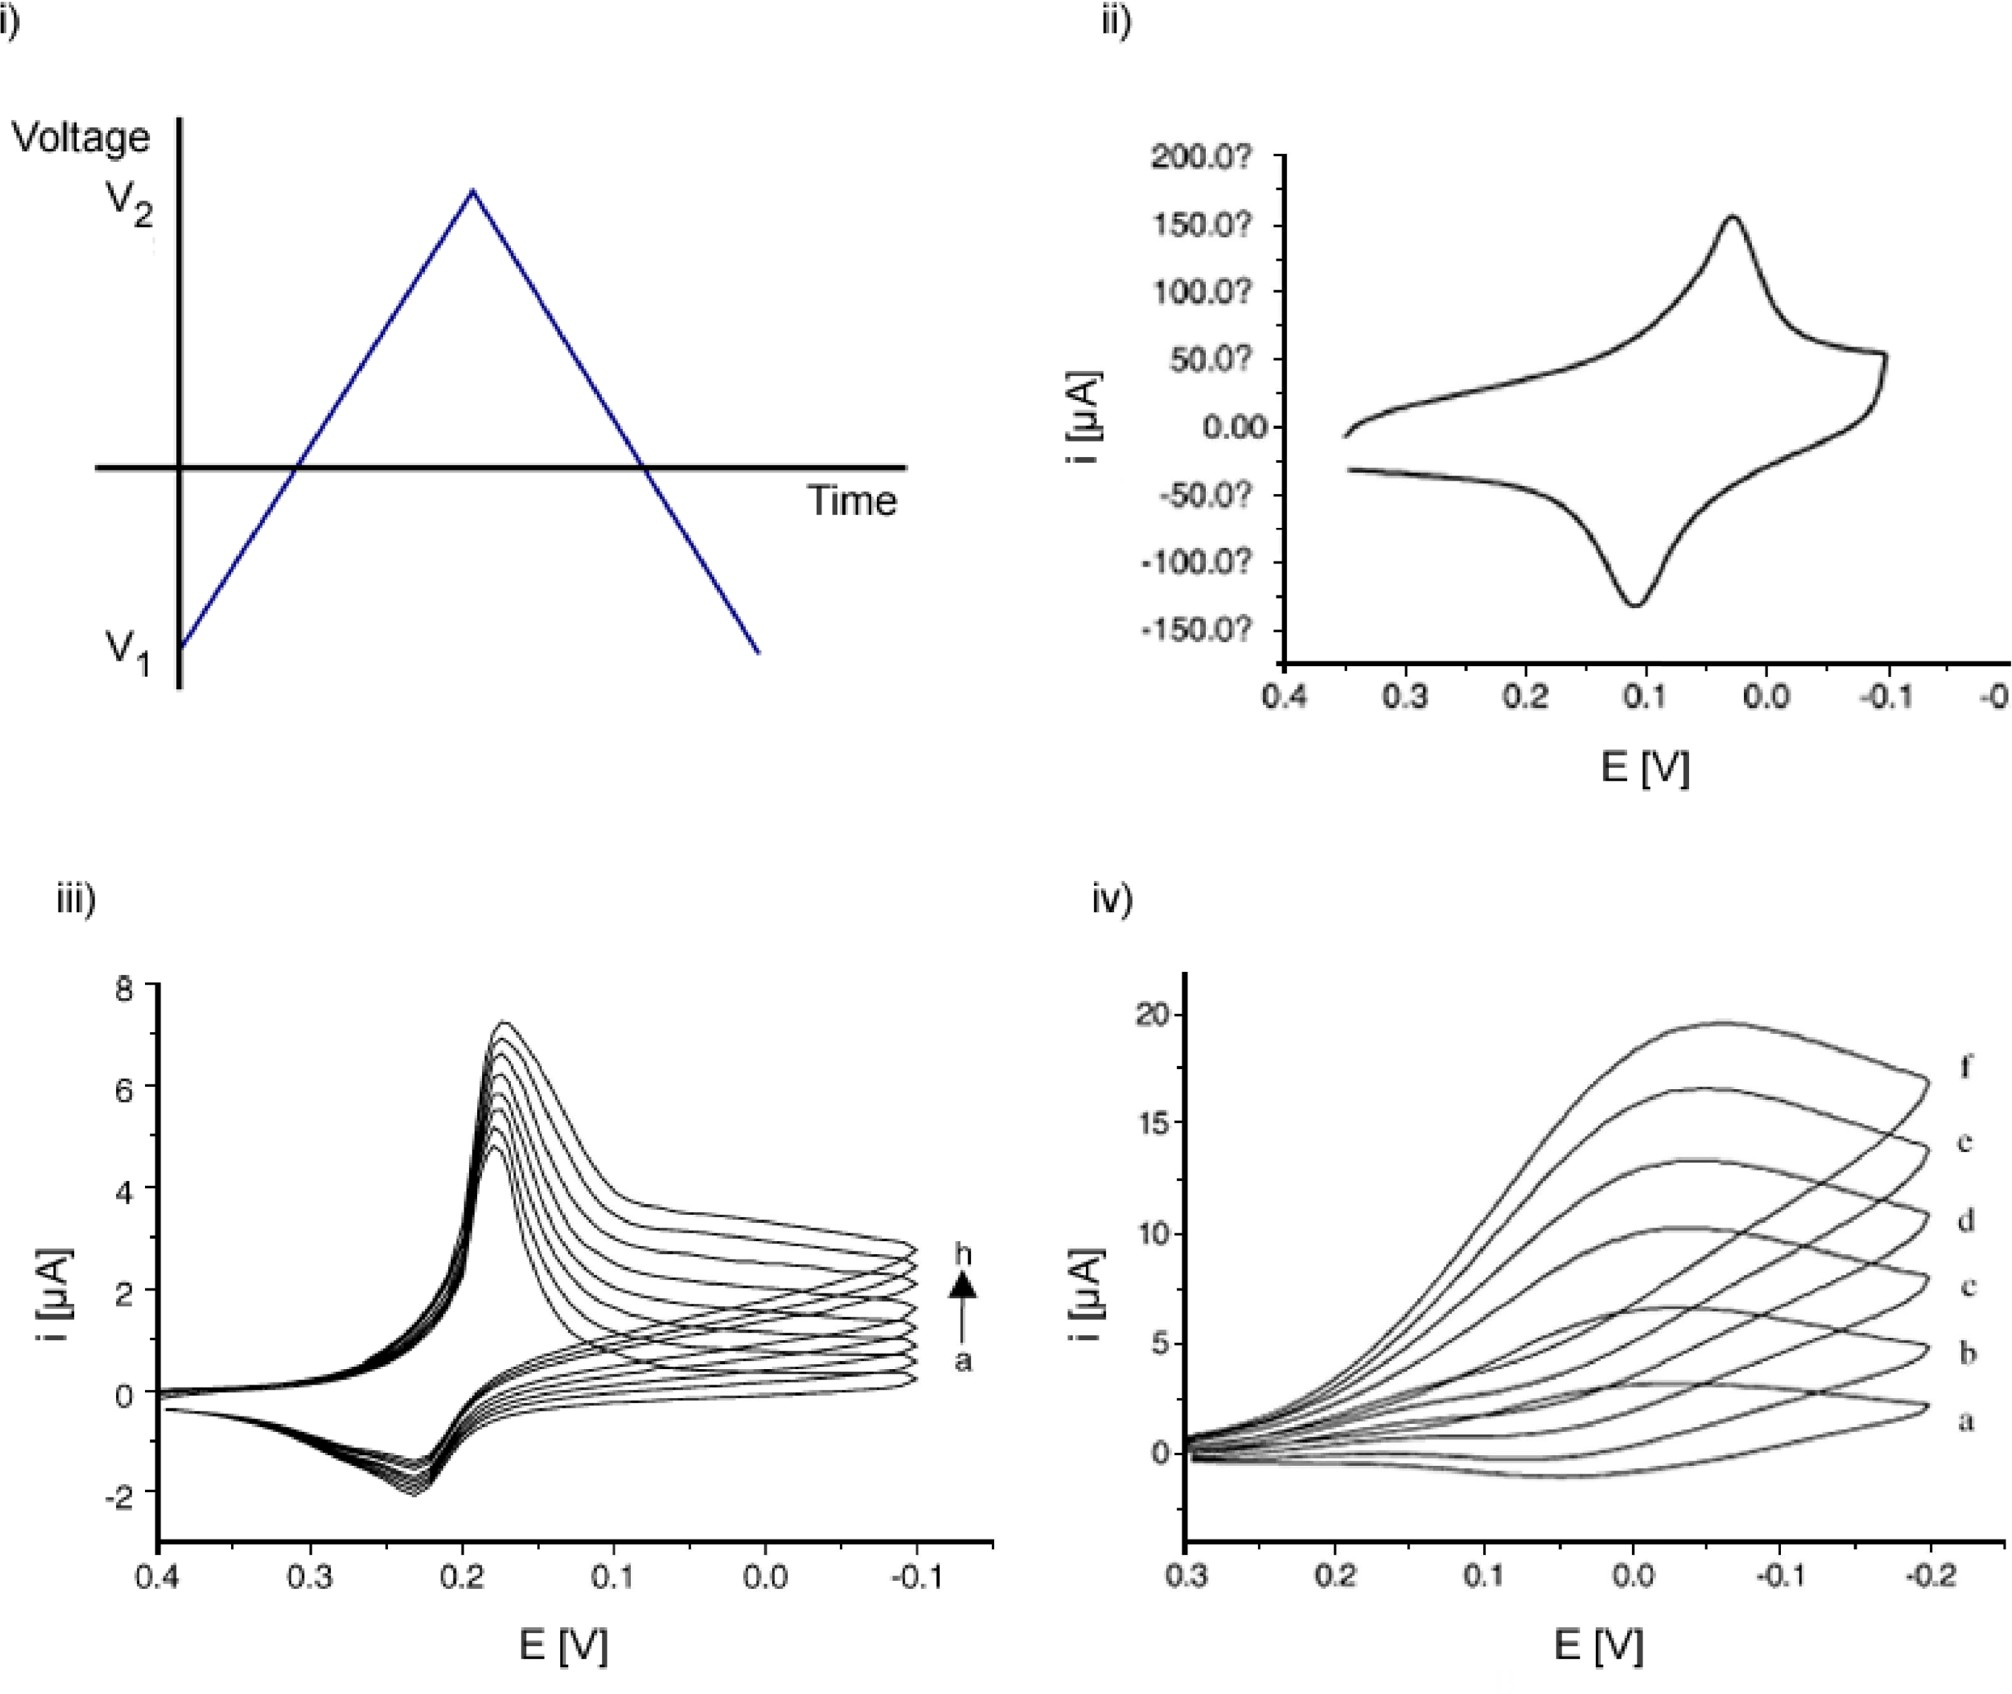 i)
Voltage
V2
V1
Time
ii)
200.0?
150.0?
100.0?
50.0?
0.00
-50.0?
-100.0?
-150.0?
i [µA]
0.4 0.3 0.2 0.1 0.0 -0.1 -0
E [V]
iii)
8
6
4
2
0
-2
i [µA]
h
a
0.4 0.3 0.2 0.1 0.0 -0.1
E [V]
iv)
20
15
10
5
0
i [µA]
f
e
d
c
b
a
0.3 0.2 0.1 0.0 -0.1 -0.2
E [V]